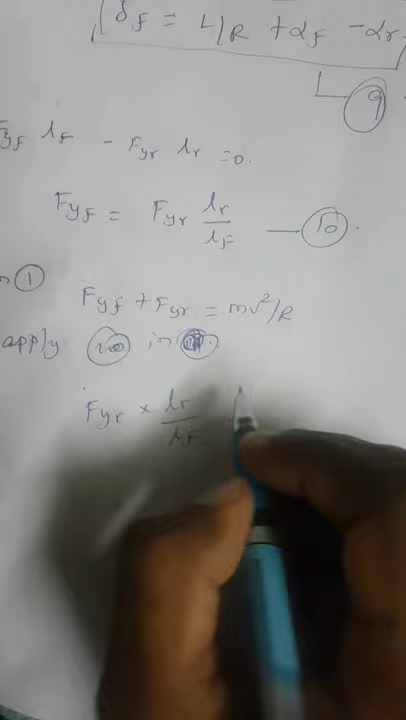 δf = L/R + αf - αr
9
Fyf lf - Fyr lr = 0.
Fyf = Fyr lr/lf — 10.
1
Fyf + Fyr = mv²/R
apply 10 in
Fyr × lr/lf